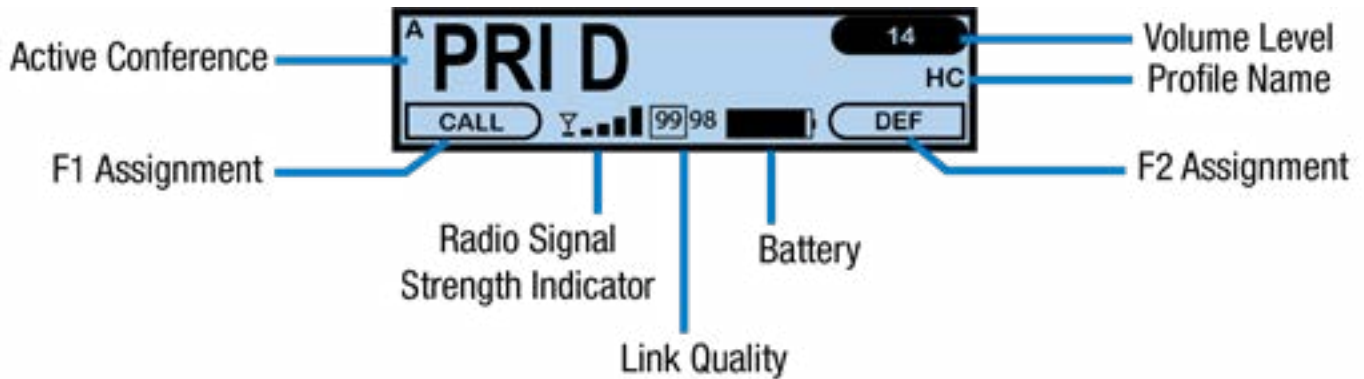 A
PRI D
14
Volume Level
Active Conference
HC
Profile Name
CALL
99 98
DEF
F1 Assignment
F2 Assignment
Radio Signal
Strength Indicator
Battery
Link Quality